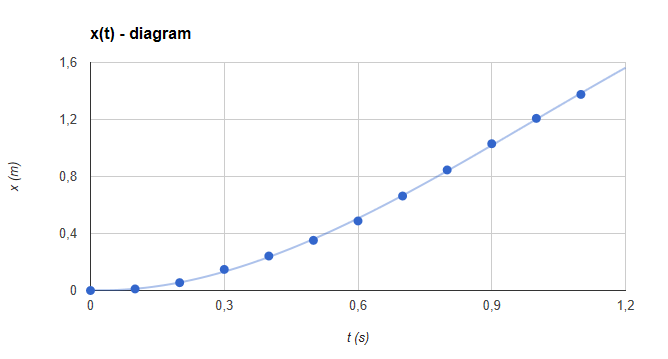 x(t) - diagram
1,6
1,2
0,8
0,4
0
x (m)
0 0,3 0,6 0,9 1,2
t (s)